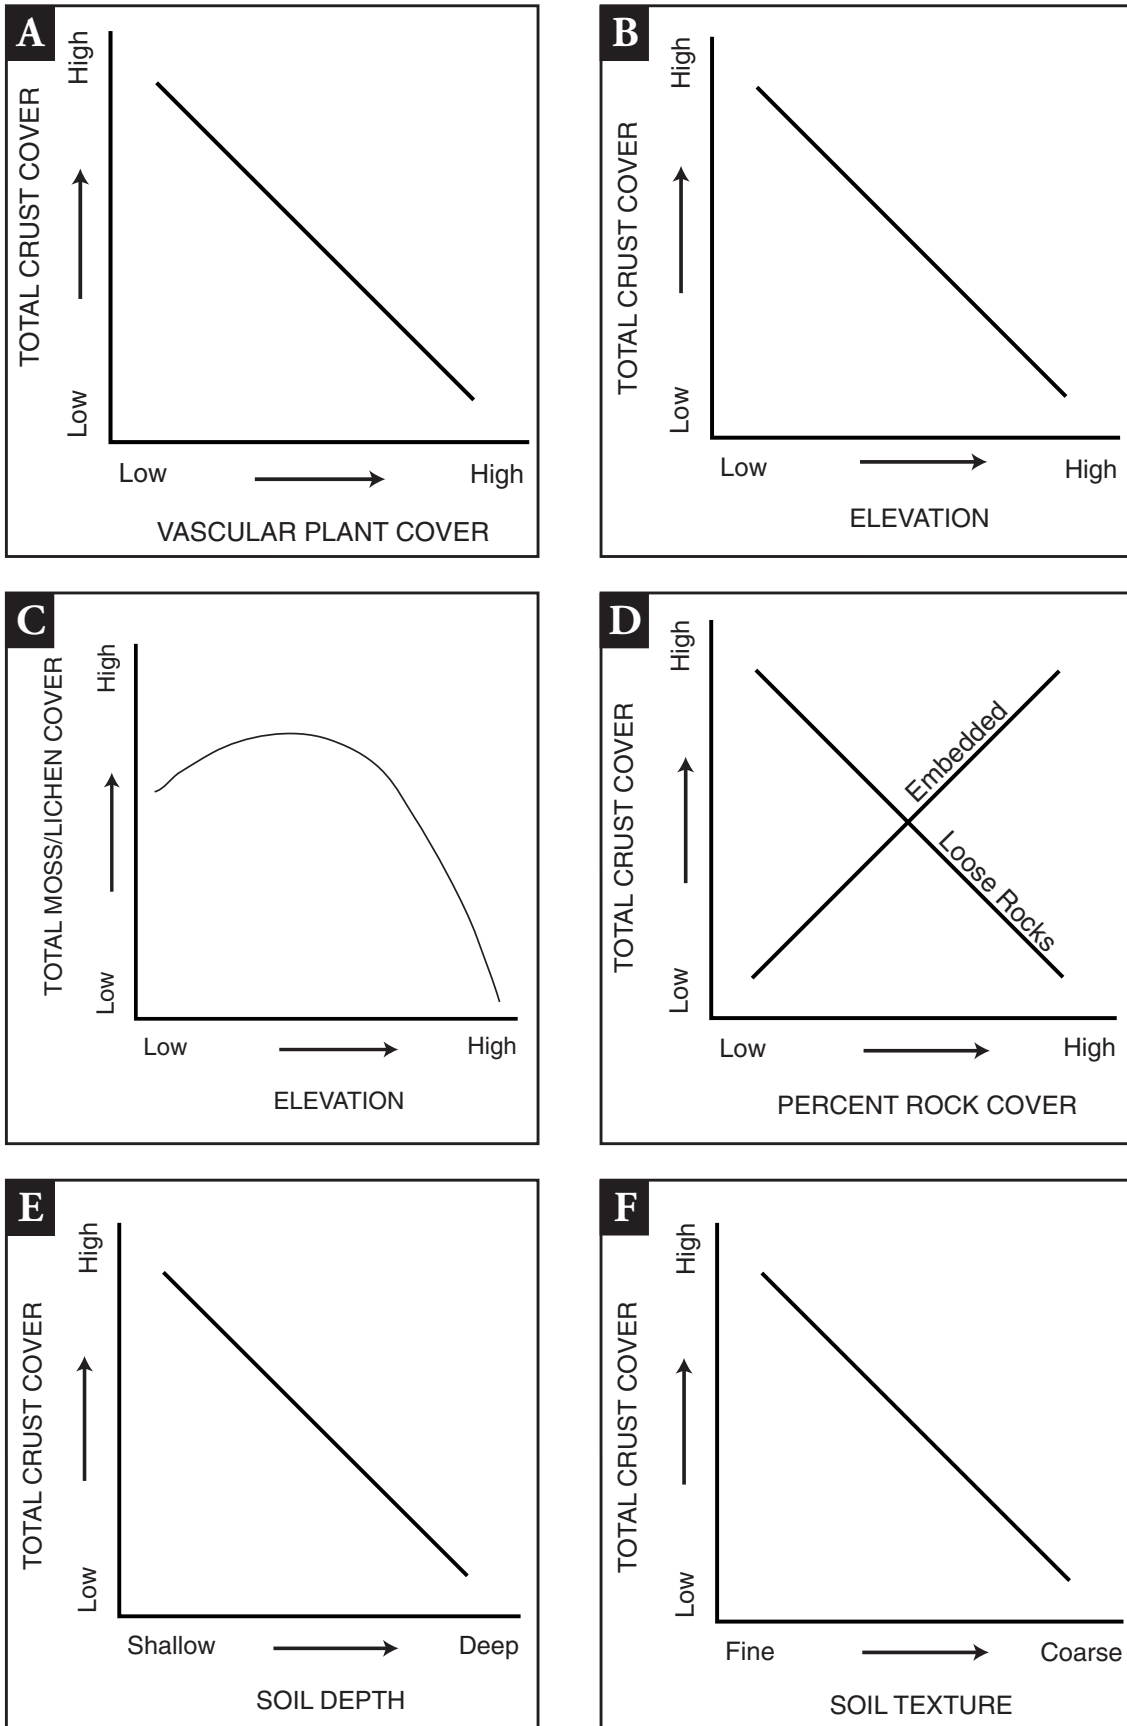 A
High
TOTAL CRUST COVER
Low
Low
High
VASCULAR PLANT COVER
B
High
TOTAL CRUST COVER
Low
Low
High
ELEVATION
C
High
TOTAL MOSS/LICHEN COVER
Low
Low
High
ELEVATION
D
High
TOTAL CRUST COVER
Low
Embedded
Loose Rocks
Low
High
PERCENT ROCK COVER
E
High
TOTAL CRUST COVER
Low
Shallow
Deep
SOIL DEPTH
F
High
TOTAL CRUST COVER
Low
Fine
Coarse
SOIL TEXTURE